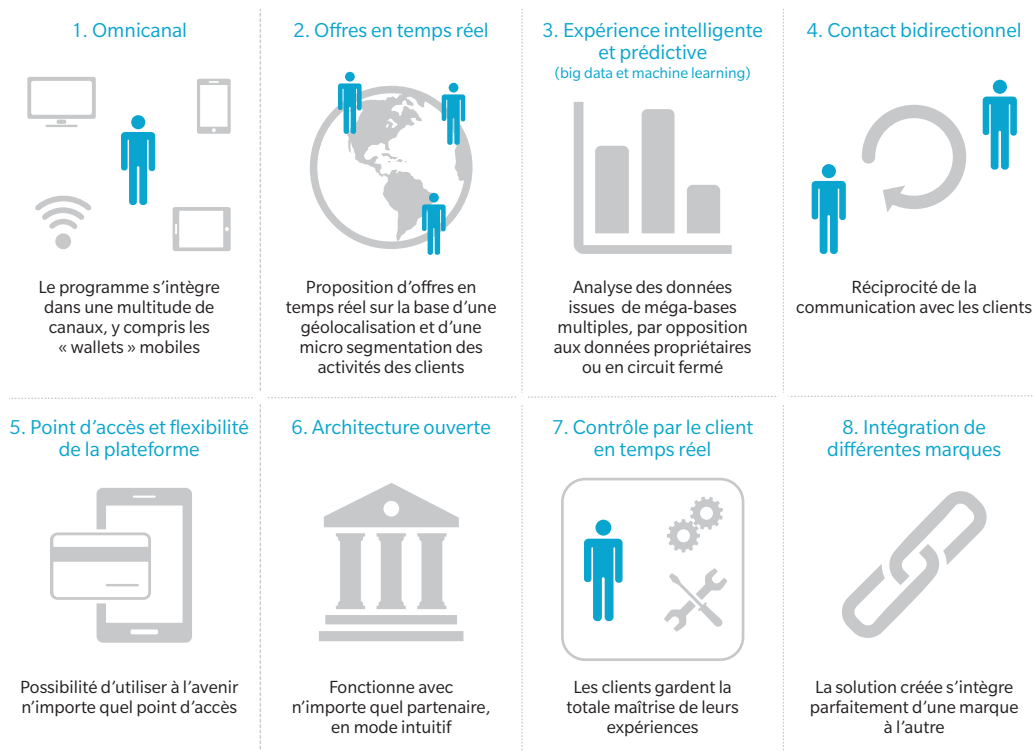 1. Omnicanal
Le programme s’intègre
dans une multitude de
canaux, y compris les
« wallets » mobiles
2. Offres en temps réel
Proposition d’offres en
temps réel sur la base d’une
géolocalisation et d’une
micro segmentation des
activités des clients
3. Expérience intelligente
et prédictive
(big data et machine learning)
Analyse des données
issues de méga-bases
multiples, par opposition
aux données propriétaires
ou en circuit fermé
4. Contact bidirectionnel
Réciprocité de la
communication avec les clients
5. Point d’accès et flexibilité
de la plateforme
Possibilité d’utiliser à l’avenir
n’importe quel point d’accès
6. Architecture ouverte
Fonctionne avec
n’importe quel partenaire,
en mode intuitif
7. Contrôle par le client
en temps réel
Les clients gardent la
totale maîtrise de leurs
expériences
8. Intégration de
différentes marques
La solution créée s’intègre
parfaitement d’une marque
à l’autre